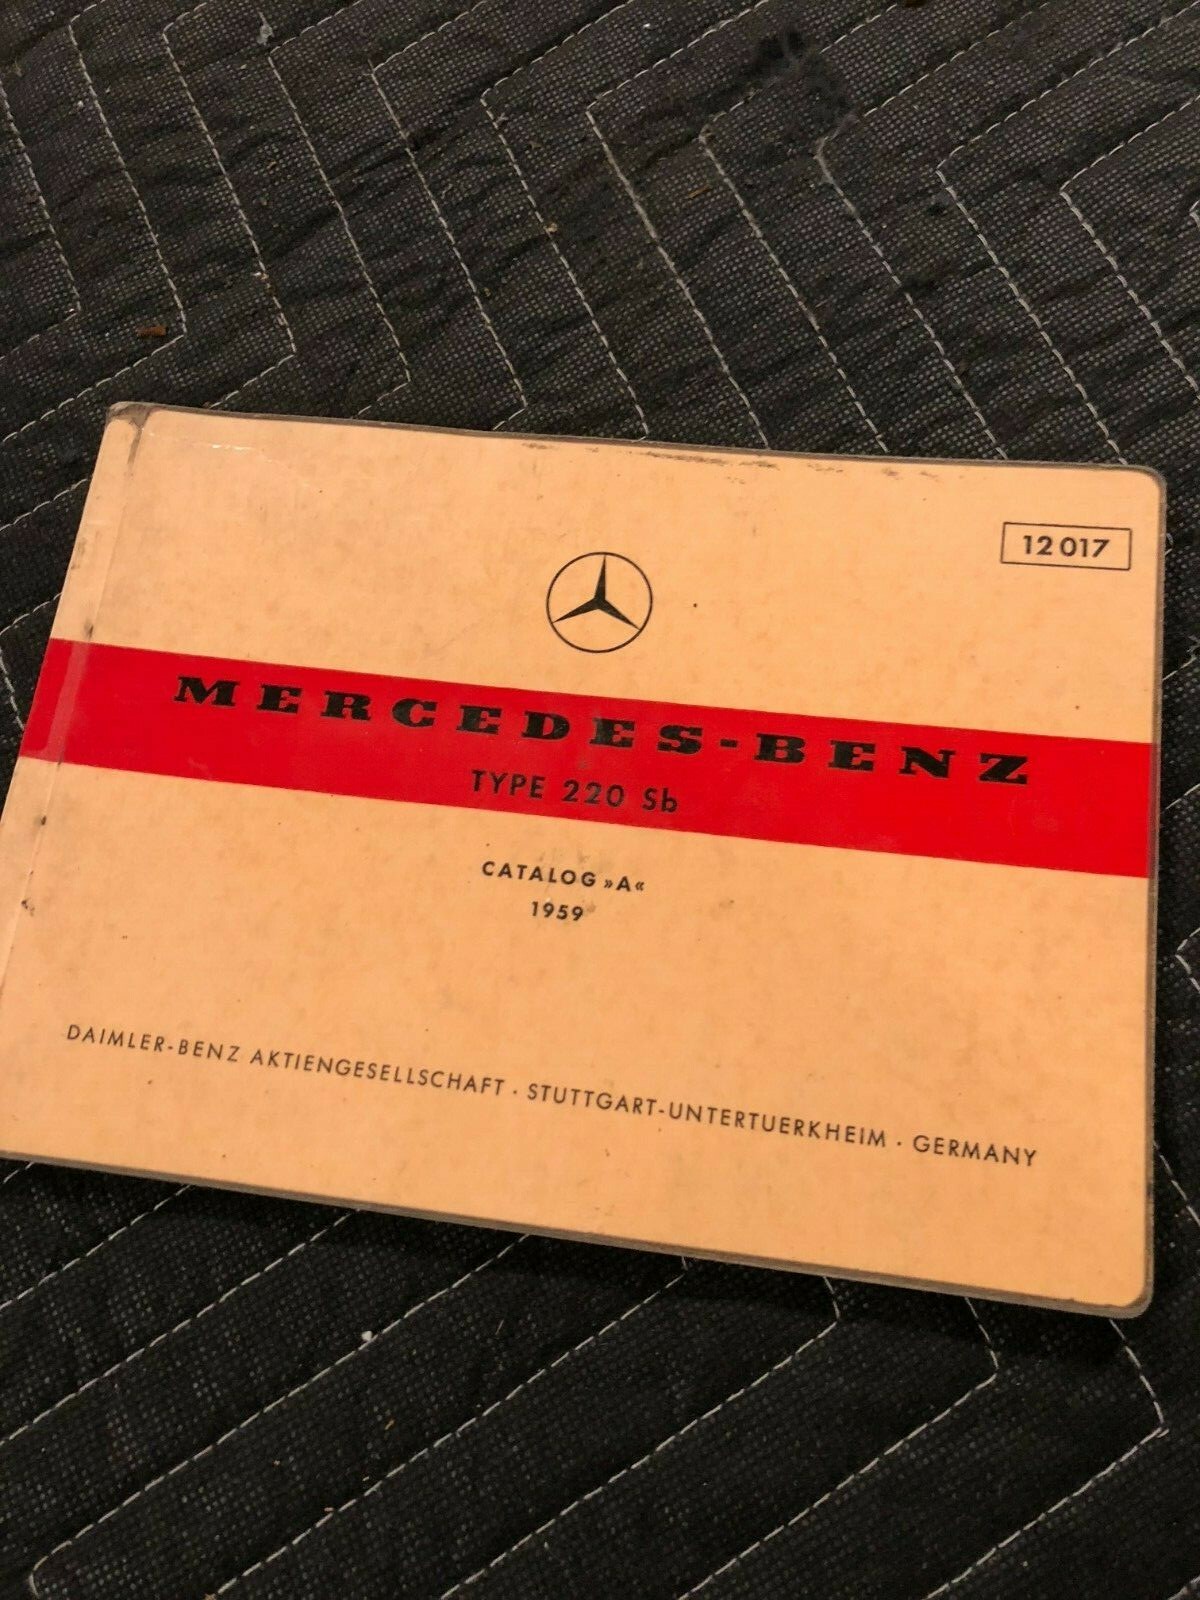 12 017
MERCEDES-BENZ
TYPE 220 Sb
CATALOG »A«
1959
DAIMLER-BENZ AKTIENGESELLSCHAFT · STUTTGART-UNTERTUERKHEIM · GERMANY